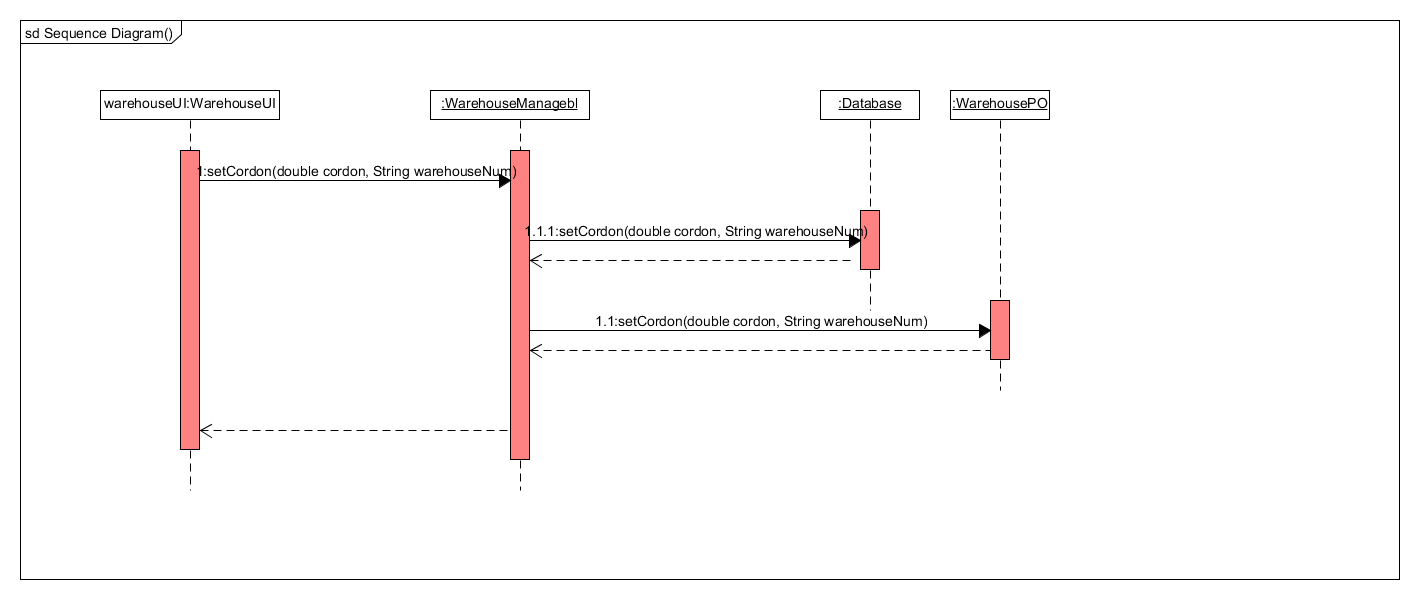 sd Sequence Diagram()
warehouseUI:WarehouseUI
:WarehouseManagebl
:Database
:WarehousePO
1:setCordon(double cordon, String warehouseNum)
1.1.1:setCordon(double cordon, String warehouseNum)
1.1:setCordon(double cordon, String warehouseNum)